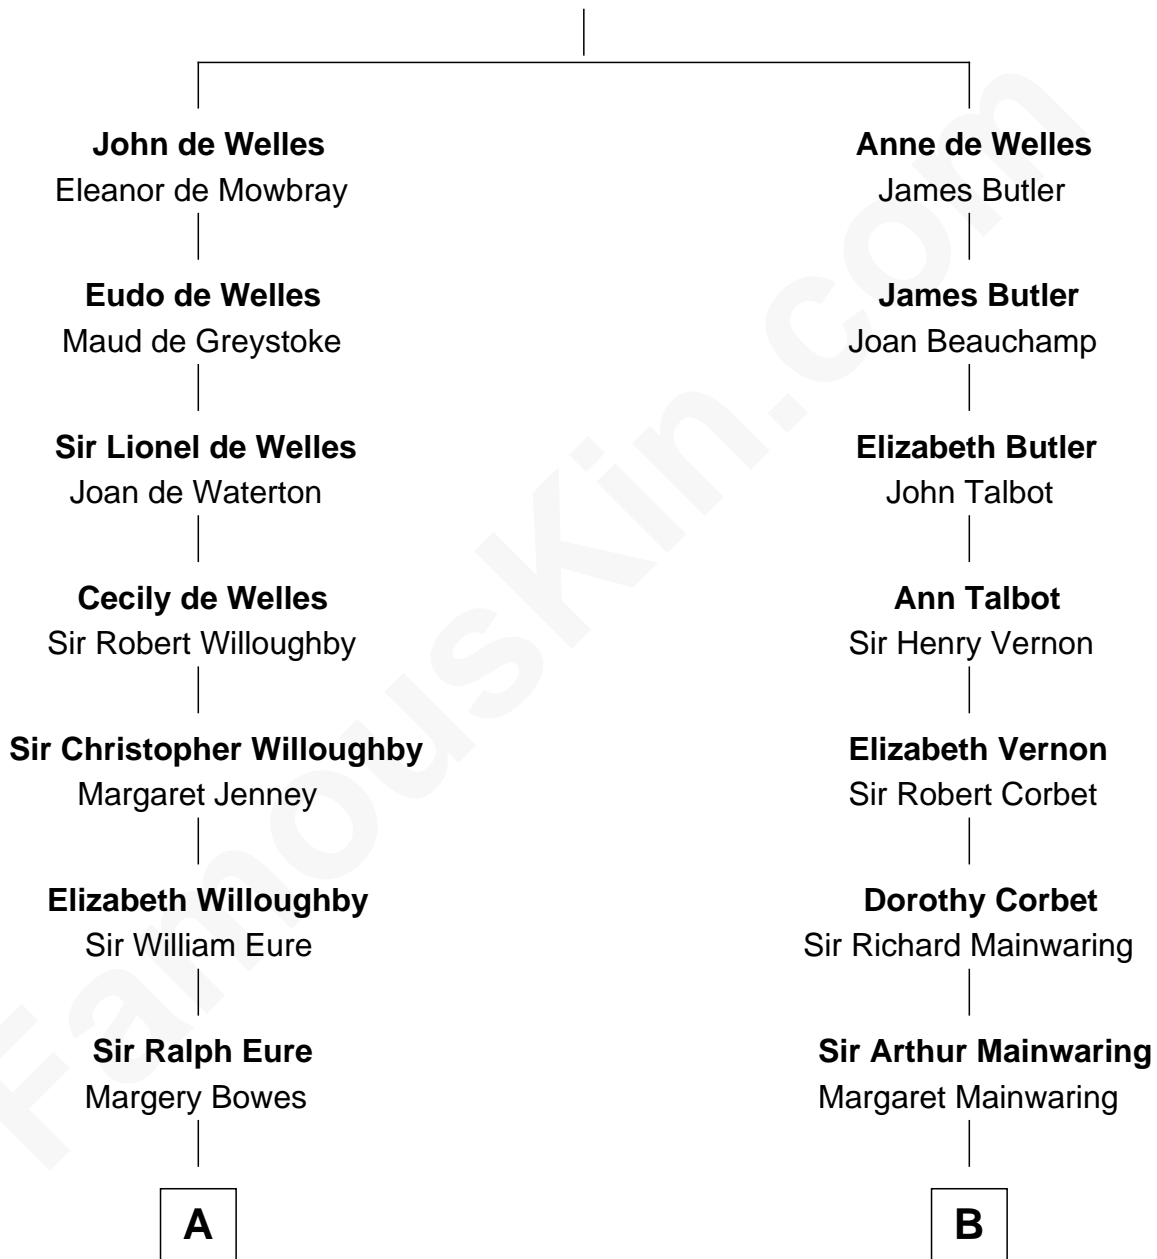 John de Welles
Eleanor de Mowbray
Anne de Welles
James Butler
Eudo de Welles
Maud de Greystoke
James Butler
Joan Beauchamp
Sir Lionel de Welles
Joan de Waterton
Elizabeth Butler
John Talbot
Cecily de Welles
Sir Robert Willoughby
Ann Talbot
Sir Henry Vernon
Sir Christopher Willoughby
Margaret Jenney
Elizabeth Vernon
Sir Robert Corbet
Elizabeth Willoughby
Sir William Eure
Dorothy Corbet
Sir Richard Mainwaring
Sir Ralph Eure
Margery Bowes
Sir Arthur Mainwaring
Margaret Mainwaring
A
B
FamousKin.com